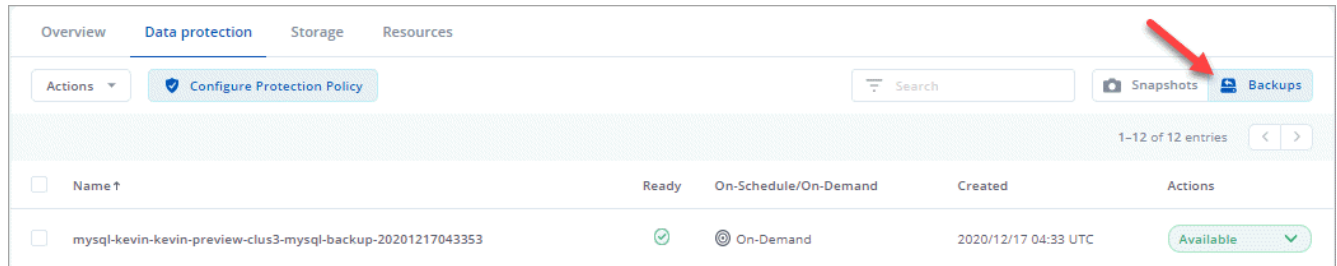 Overview Data protection Storage Resources
Actions Configure Protection Policy Search Snapshots Backups
1–12 of 12 entries
Name↑ Ready On-Schedule/On-Demand Created Actions
mysql-kevin-kevin-preview-clus3-mysql-backup-20201217043353 On-Demand 2020/12/17 04:33 UTC Available